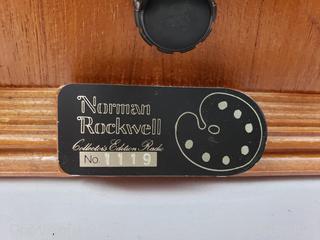 Norman
Rockwell
Collector's Edition Radio
No. 1119